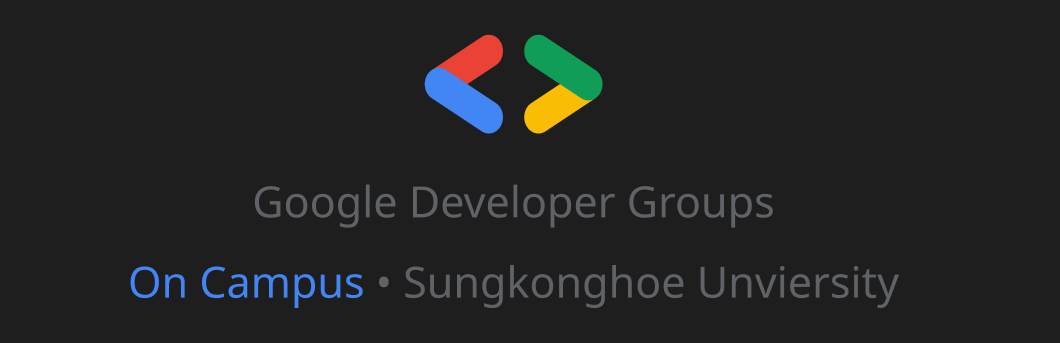 Google Developer Groups
On Campus • Sungkonghoe Unviersity